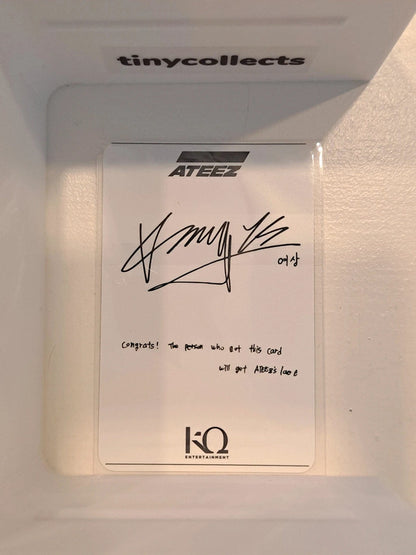 tinycollects
ATEEZ
여상
Congrats! The person who got this card
will get ATEEZ's love
KQ
ENTERTAINMENT